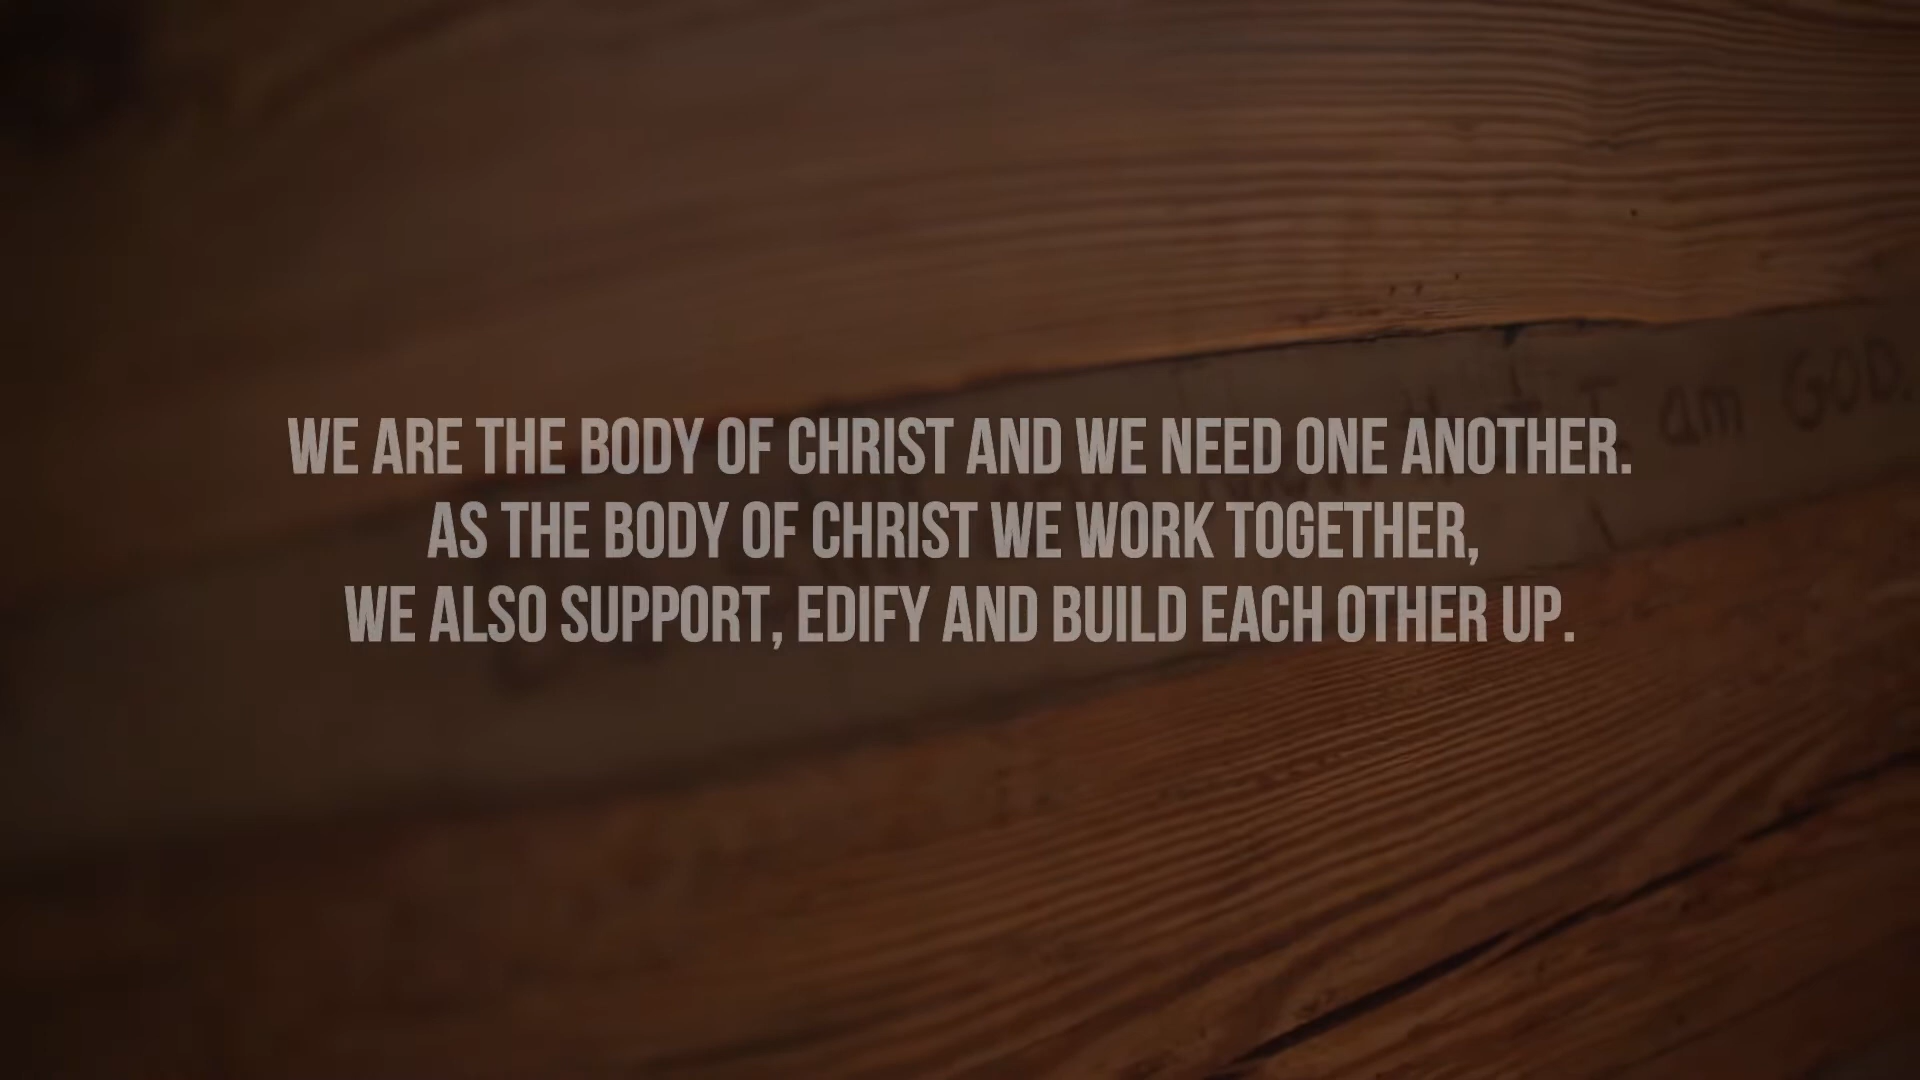 WE ARE THE BODY OF CHRIST AND WE NEED ONE ANOTHER.
AS THE BODY OF CHRIST WE WORK TOGETHER,
WE ALSO SUPPORT, EDIFY AND BUILD EACH OTHER UP.
I am GOD.